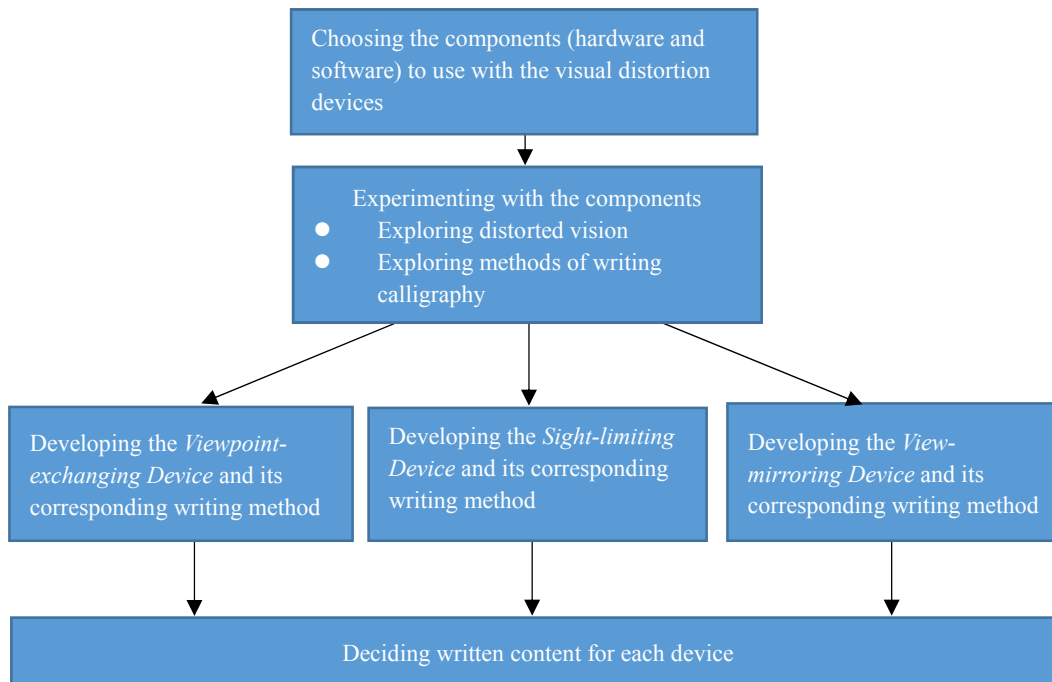 Choosing the components (hardware and
software) to use with the visual distortion
devices
Experimenting with the components
● Exploring distorted vision
● Exploring methods of writing
calligraphy
Developing the Viewpoint-
exchanging Device and its
corresponding writing method
Developing the Sight-limiting
Device and its corresponding
writing method
Developing the View-
mirroring Device and its
corresponding writing method
Deciding written content for each device